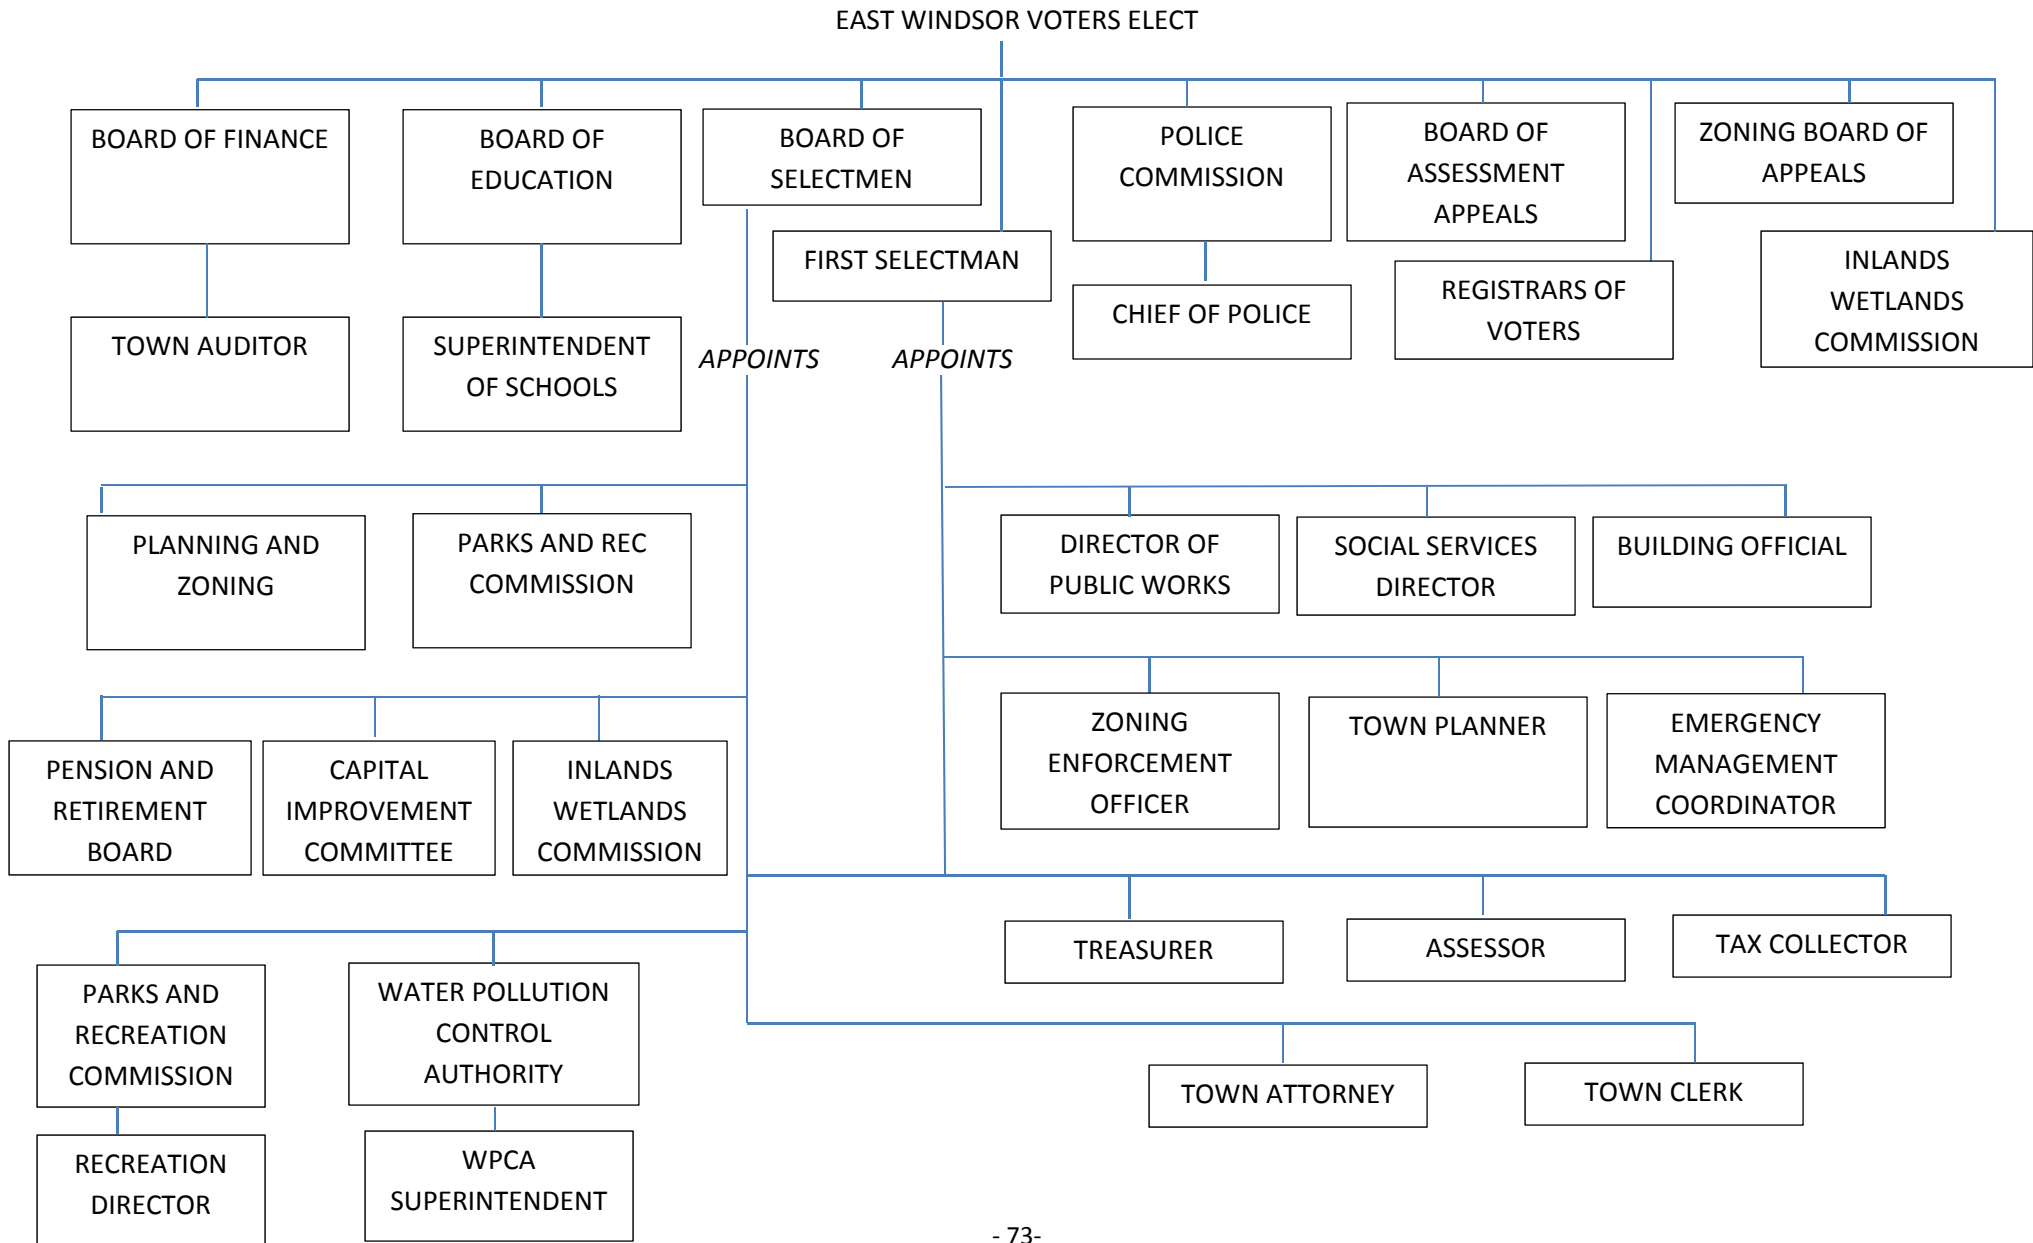 EAST WINDSOR VOTERS ELECT
BOARD OF FINANCE
BOARD OF
EDUCATION
BOARD OF
SELECTMEN
POLICE
COMMISSION
BOARD OF
ASSESSMENT
APPEALS
ZONING BOARD OF
APPEALS
FIRST SELECTMAN
INLANDS
WETLANDS
COMMISSION
TOWN AUDITOR
SUPERINTENDENT
OF SCHOOLS
CHIEF OF POLICE
REGISTRARS OF
VOTERS
APPOINTS
APPOINTS
PLANNING AND
ZONING
PARKS AND REC
COMMISSION
DIRECTOR OF
PUBLIC WORKS
SOCIAL SERVICES
DIRECTOR
BUILDING OFFICIAL
ZONING
ENFORCEMENT
OFFICER
TOWN PLANNER
EMERGENCY
MANAGEMENT
COORDINATOR
PENSION AND
RETIREMENT
BOARD
CAPITAL
IMPROVEMENT
COMMITTEE
INLANDS
WETLANDS
COMMISSION
TREASURER
ASSESSOR
TAX COLLECTOR
PARKS AND
RECREATION
COMMISSION
WATER POLLUTION
CONTROL
AUTHORITY
TOWN ATTORNEY
TOWN CLERK
RECREATION
DIRECTOR
WPCA
SUPERINTENDENT
- 73-